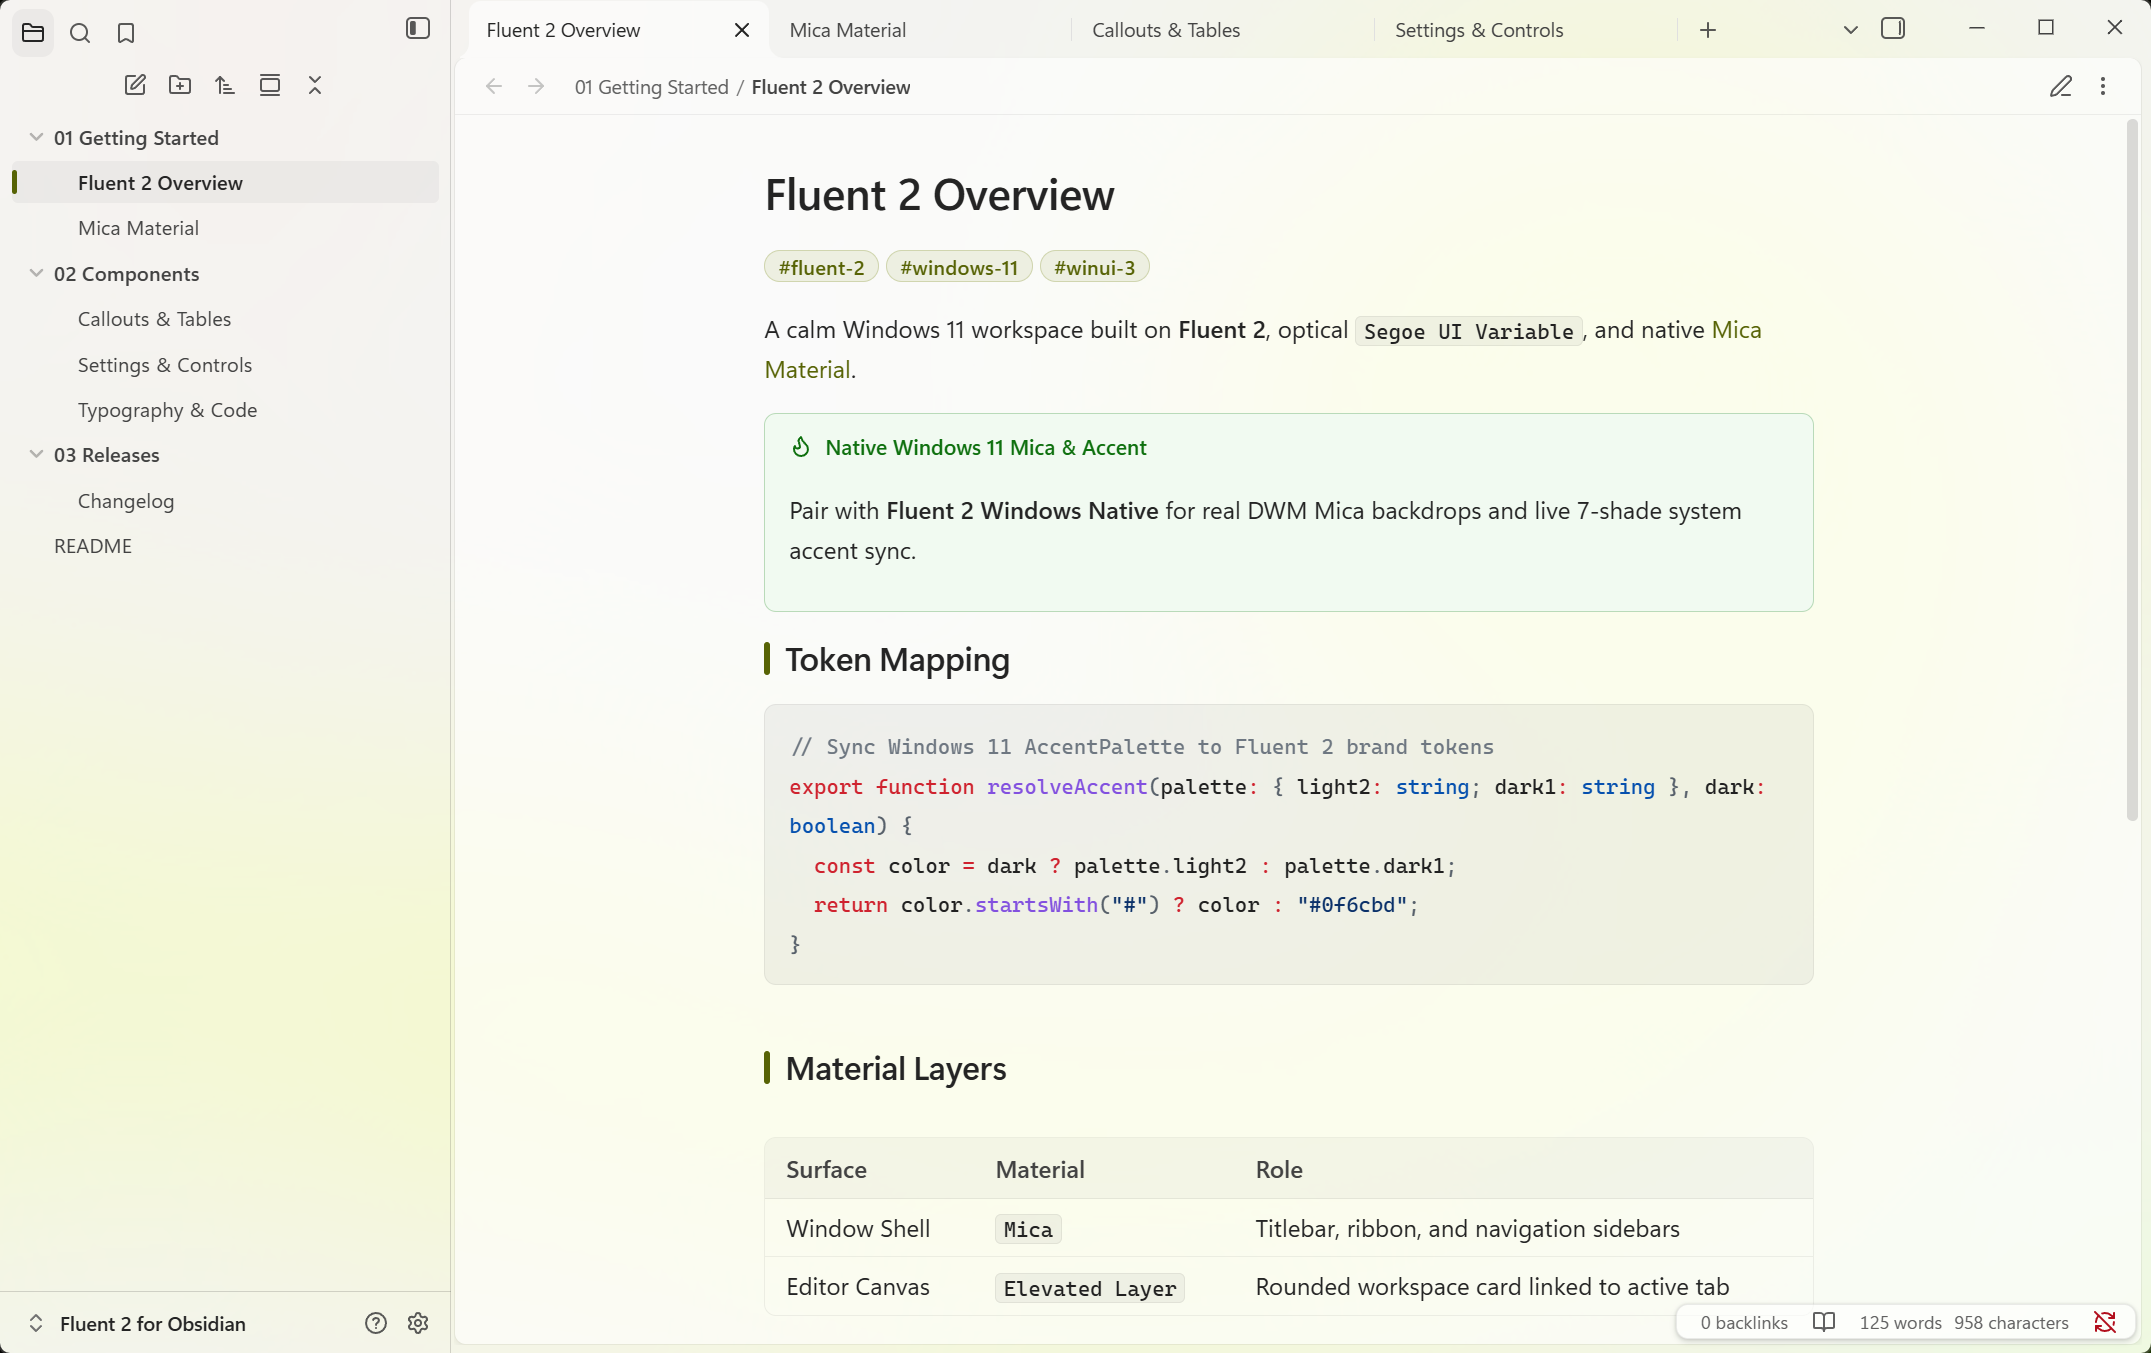 Fluent 2 Overview
Mica Material
Callouts & Tables
Settings & Controls
01 Getting Started / Fluent 2 Overview
01 Getting Started
Fluent 2 Overview
Mica Material
02 Components
Callouts & Tables
Settings & Controls
Typography & Code
03 Releases
Changelog
README
Fluent 2 for Obsidian
Fluent 2 Overview
#fluent-2 #windows-11 #winui-3
A calm Windows 11 workspace built on Fluent 2, optical Segoe UI Variable, and native Mica
Material.
Native Windows 11 Mica & Accent
Pair with Fluent 2 Windows Native for real DWM Mica backdrops and live 7-shade system
accent sync.
Token Mapping
// Sync Windows 11 AccentPalette to Fluent 2 brand tokens
export function resolveAccent(palette: { light2: string; dark1: string }, dark:
boolean) {
  const color = dark ? palette.light2 : palette.dark1;
  return color.startsWith("#") ? color : "#0f6cbd";
}
Material Layers
Surface Material Role
Window Shell Mica Titlebar, ribbon, and navigation sidebars
Editor Canvas Elevated Layer Rounded workspace card linked to active tab
0 backlinks 125 words 958 characters